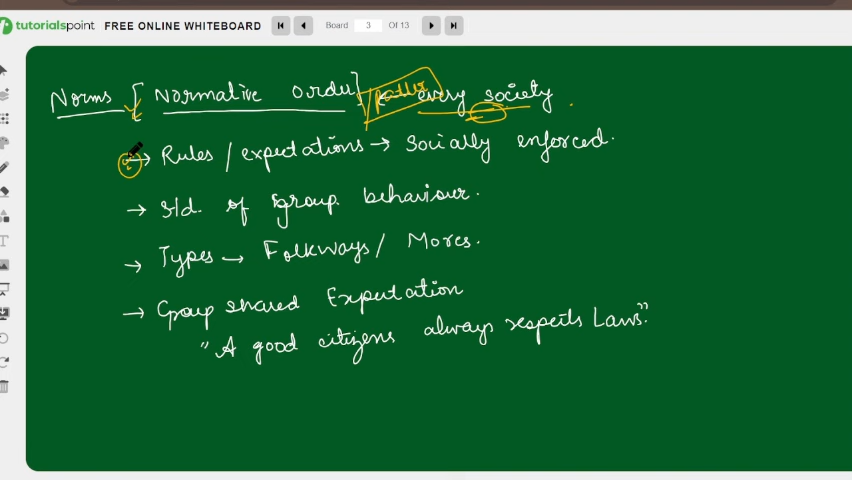 tutorialspoint FREE ONLINE WHITEBOARD Board 3 Of 13
Norms [Normative order] every society.
→ Rules / expectations → Socially enforced.
→ Std. of group behaviour.
→ Types → Folkways / Mores.
→ Group shared Expectation
"A good citizens always respects Laws."